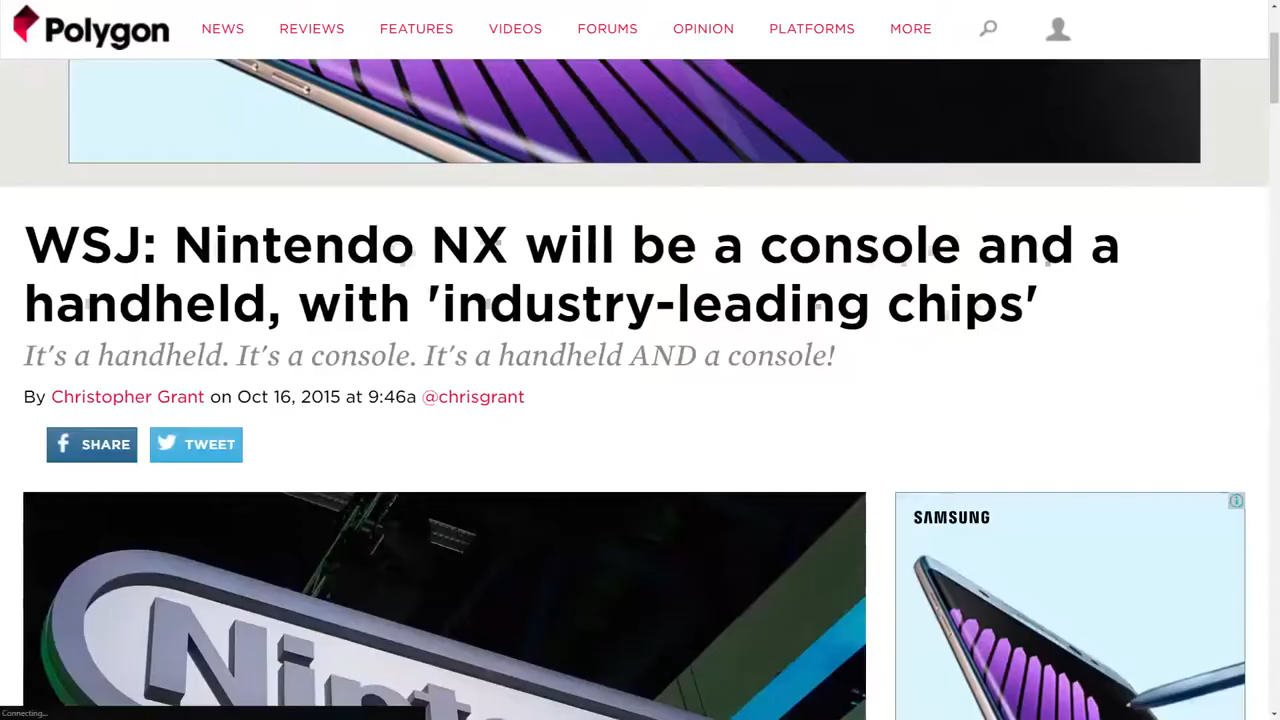 Polygon
NEWS REVIEWS FEATURES VIDEOS FORUMS OPINION PLATFORMS MORE
WSJ: Nintendo NX will be a console and a
handheld, with 'industry-leading chips'
It's a handheld. It's a console. It's a handheld AND a console!
By Christopher Grant on Oct 16, 2015 at 9:46a @chrisgrant
SHARE TWEET
SAMSUNG
Ninte
Connecting...